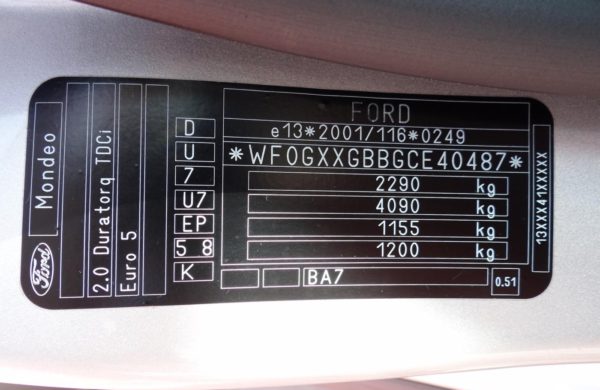 Ford
Mondeo
2.0 Duratorq TDCi
Euro 5
D
U
7
U7
EP
5 8
K
FORD
e13*2001/116*0249
*WF0GXXGBBGCE40487*
2290 kg
4090 kg
1155 kg
1200 kg
BA7
0.51
13XXX41XXXXX